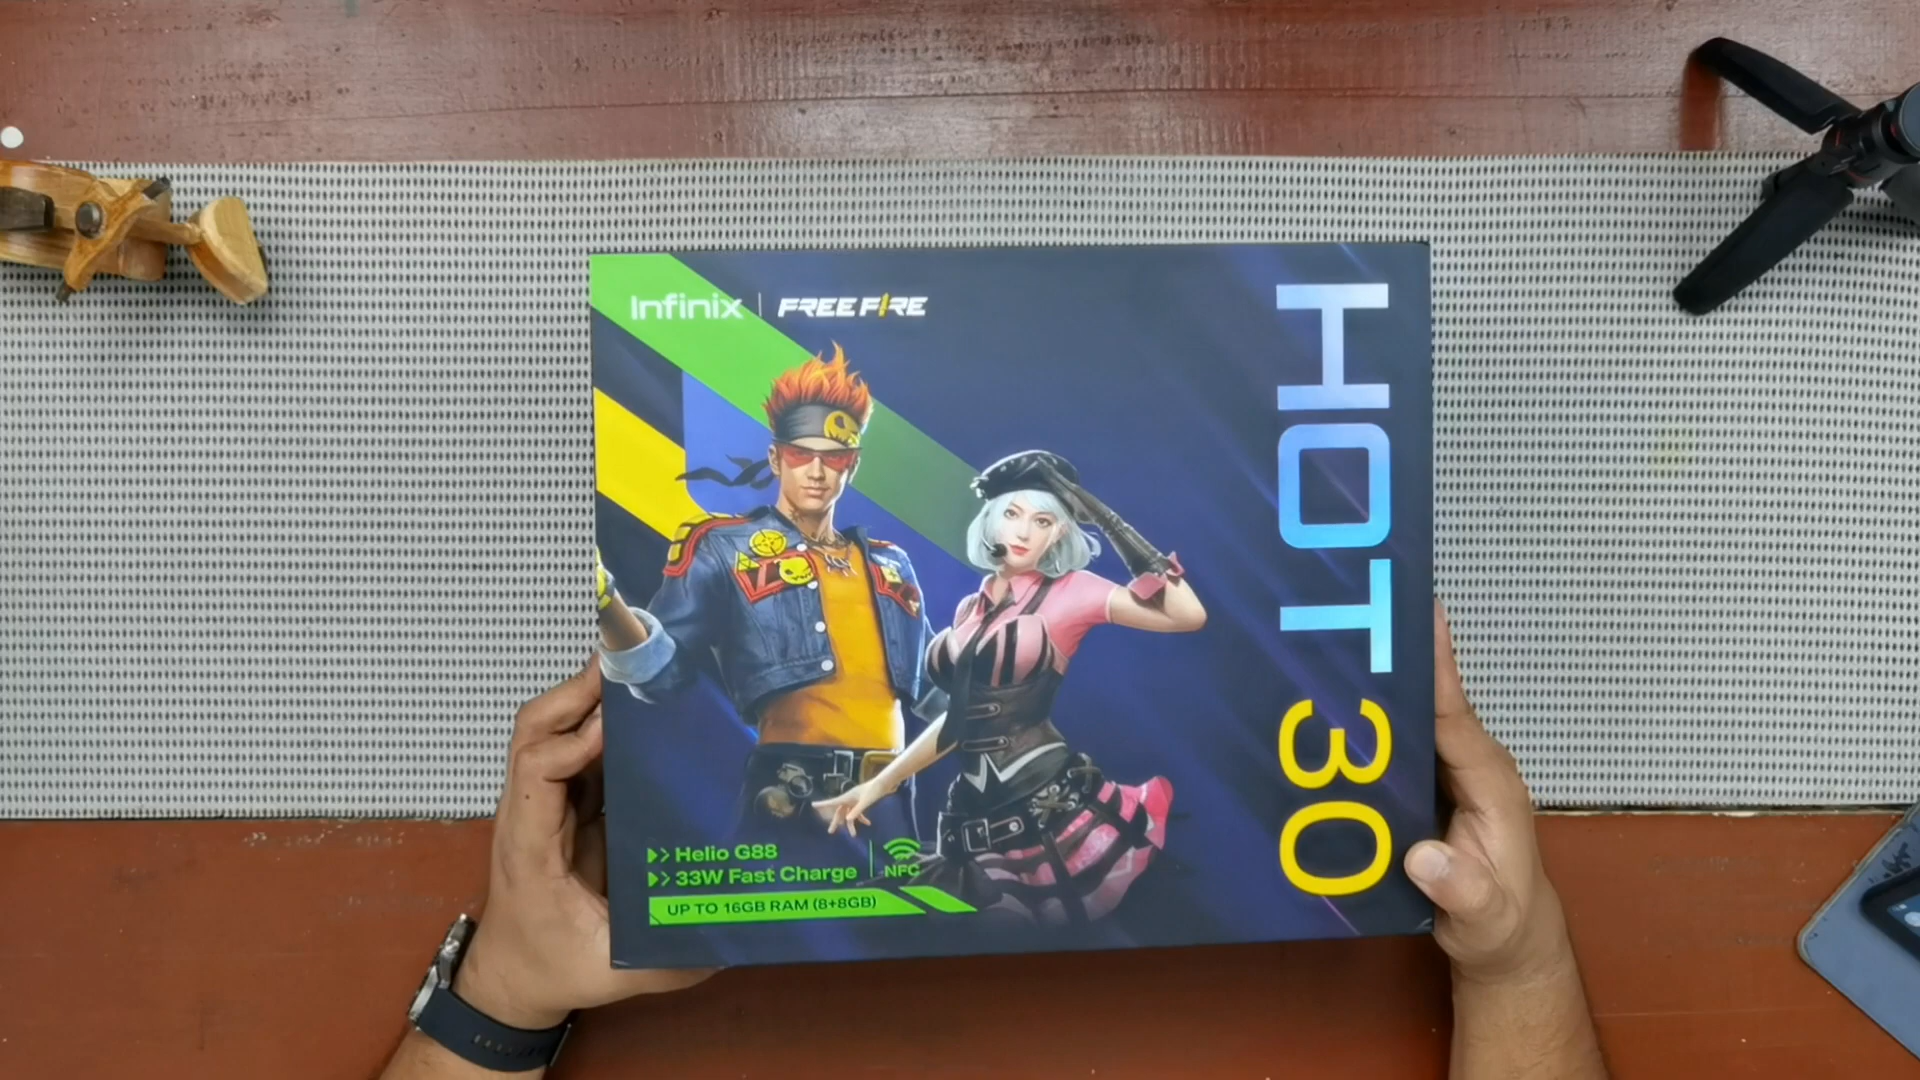 Infinix | FREE FIRE
HOT 30
Helio G88
33W Fast Charge
NFC
UP TO 16GB RAM (8+8GB)